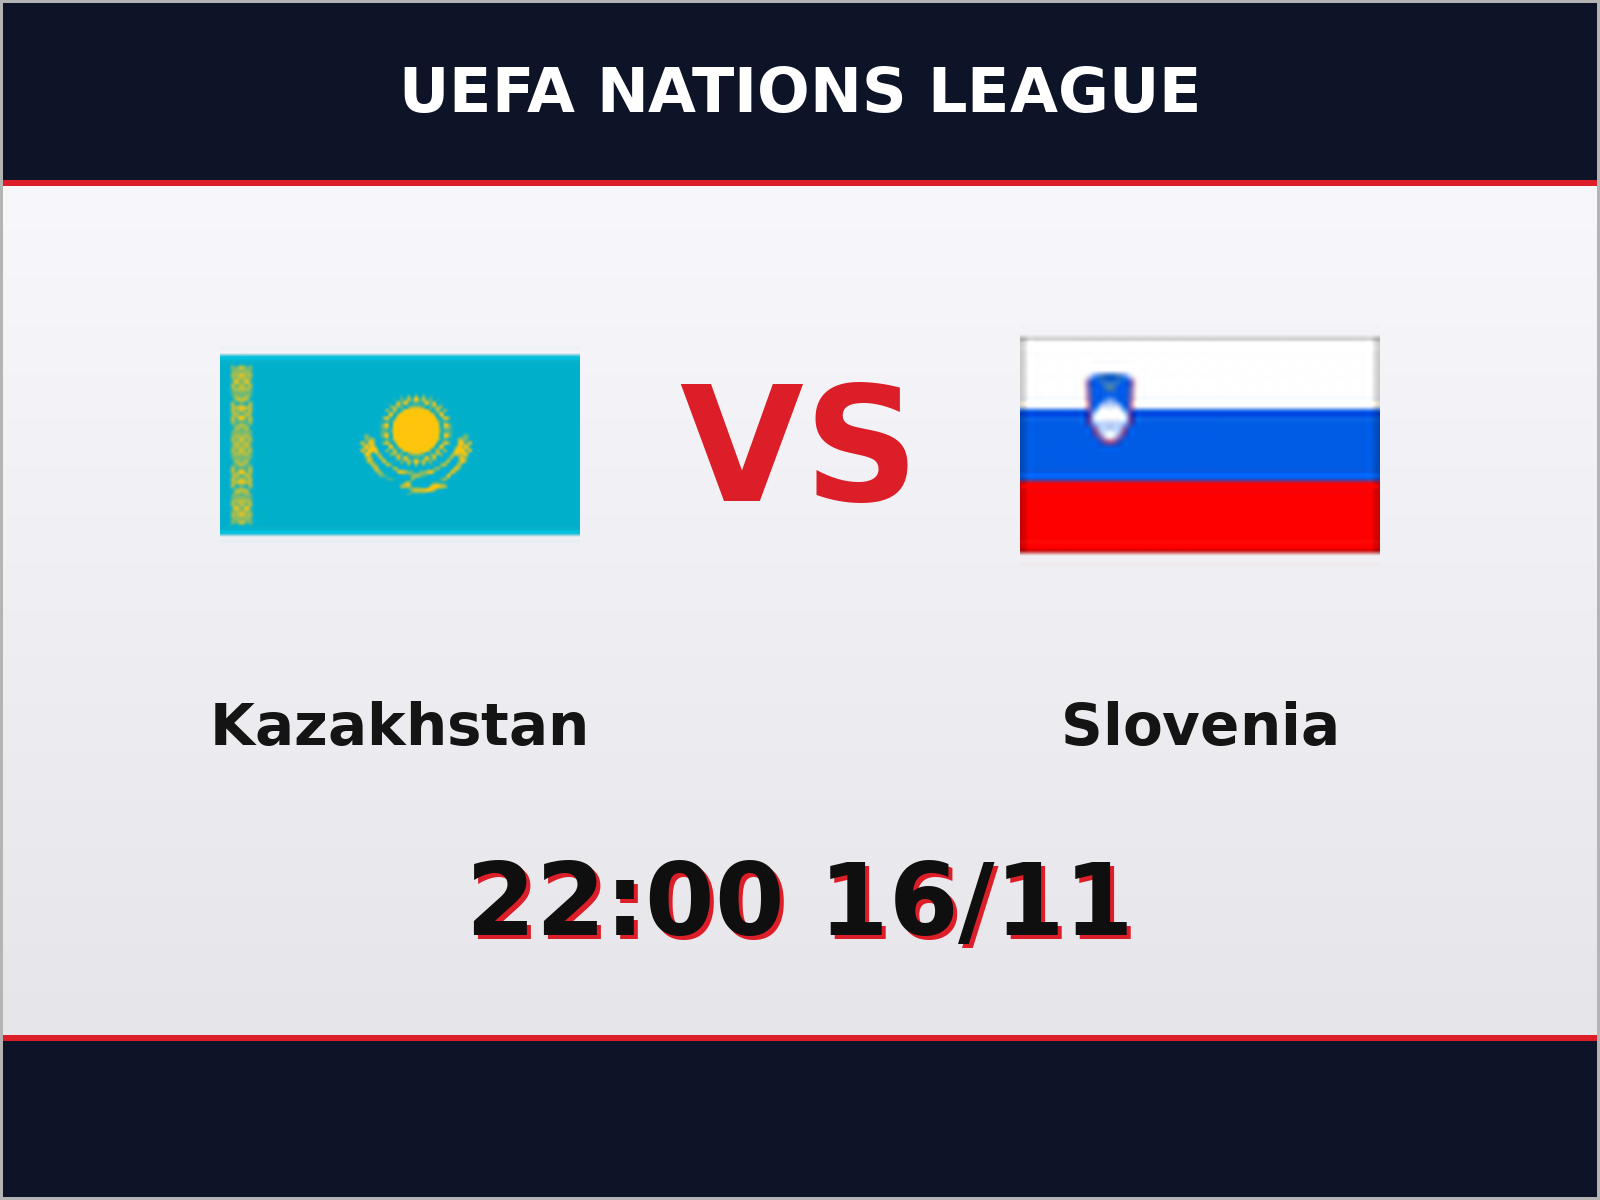 UEFA NATIONS LEAGUE
VS
Kazakhstan
Slovenia
22:00 16/11